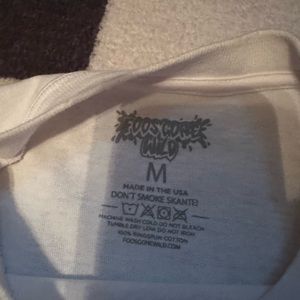 FOOS GONE
WILD
M
MADE IN THE USA
DON'T SMOKE SKANTE!
MACHINE WASH COLD DO NOT BLEACH
TUMBLE DRY LOW DO NOT IRON
100% RINGSPUN COTTON
FOOSGONEWILD.COM